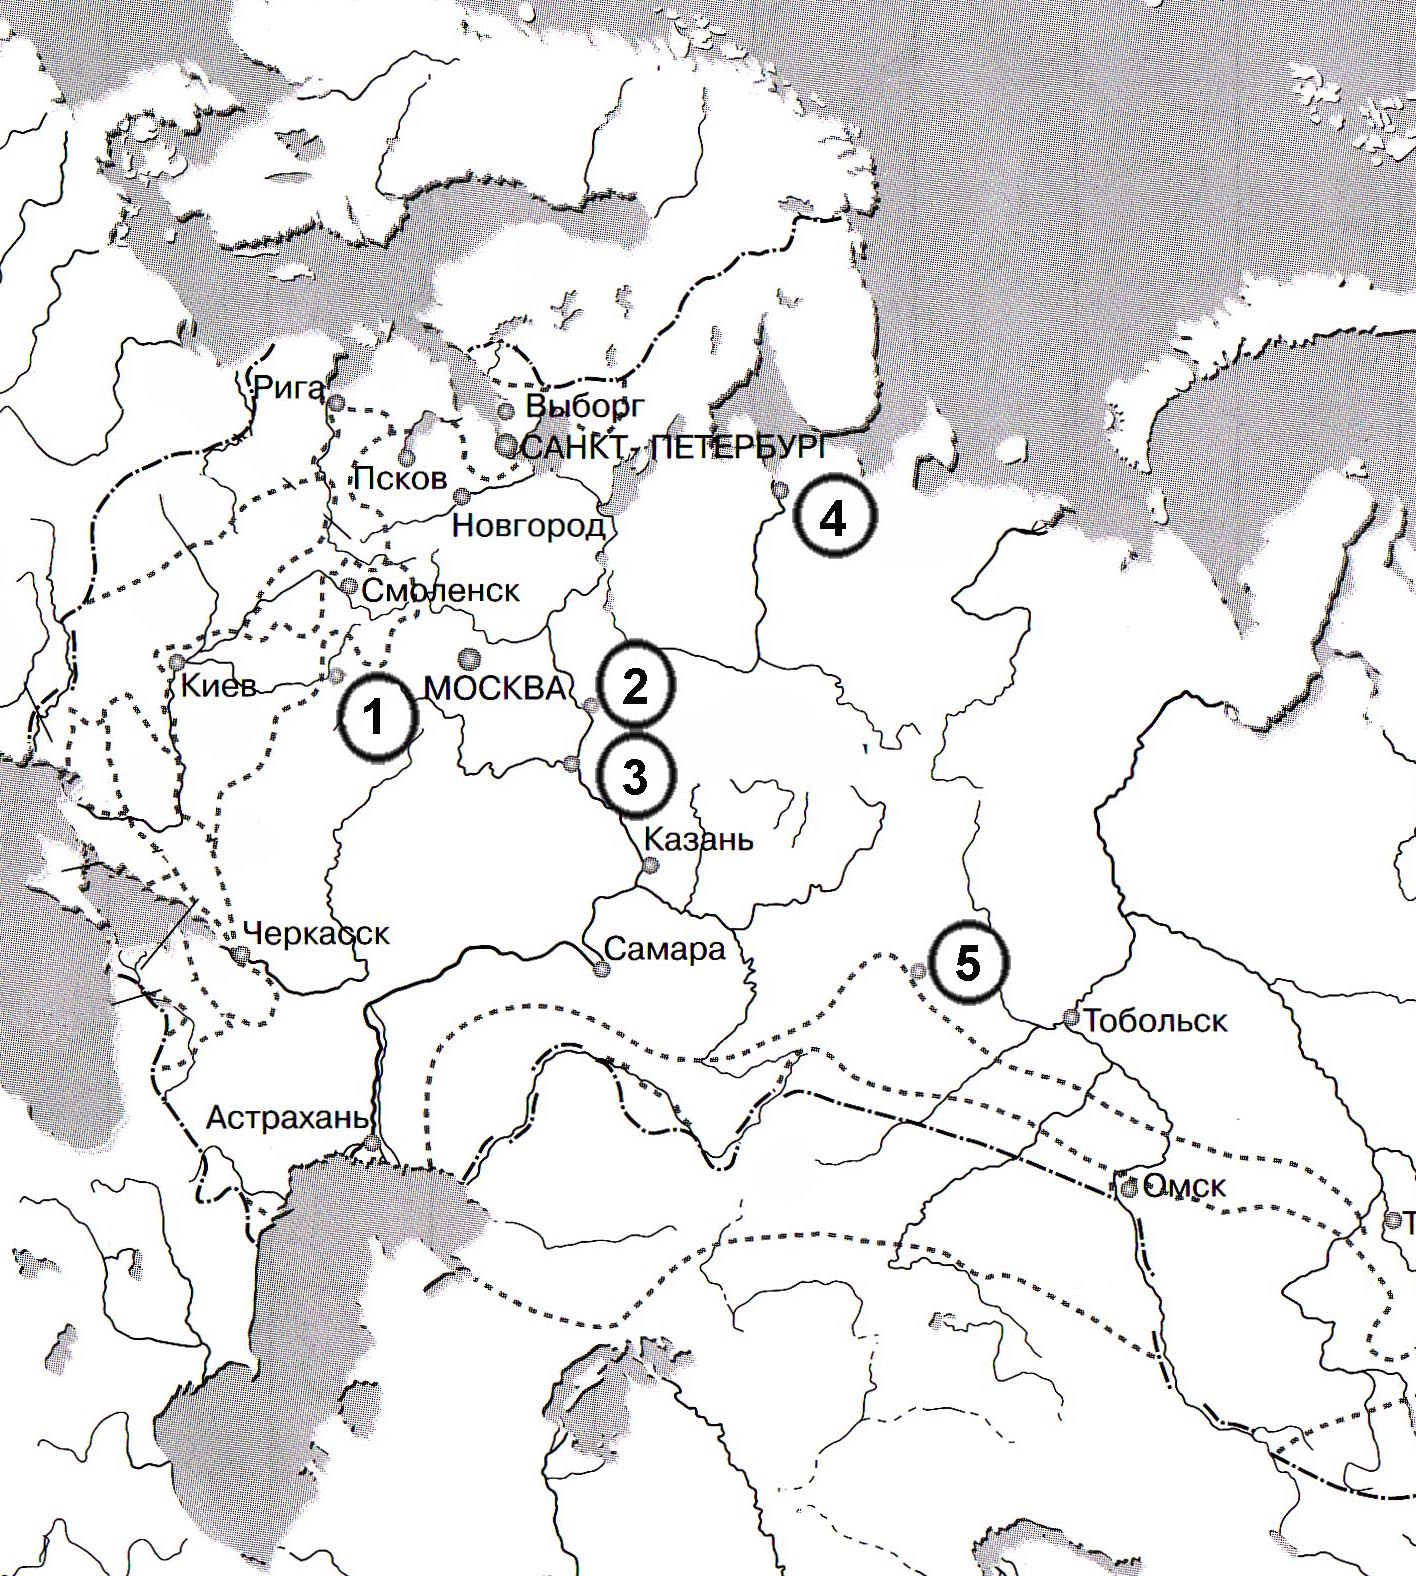 Рига
Выборг
САНКТ-ПЕТЕРБУРГ
Псков
Новгород
4
Смоленск
Киев
МОСКВА
2
1
3
Казань
Черкасск
Самара
5
Тобольск
Астрахань
Омск
Т